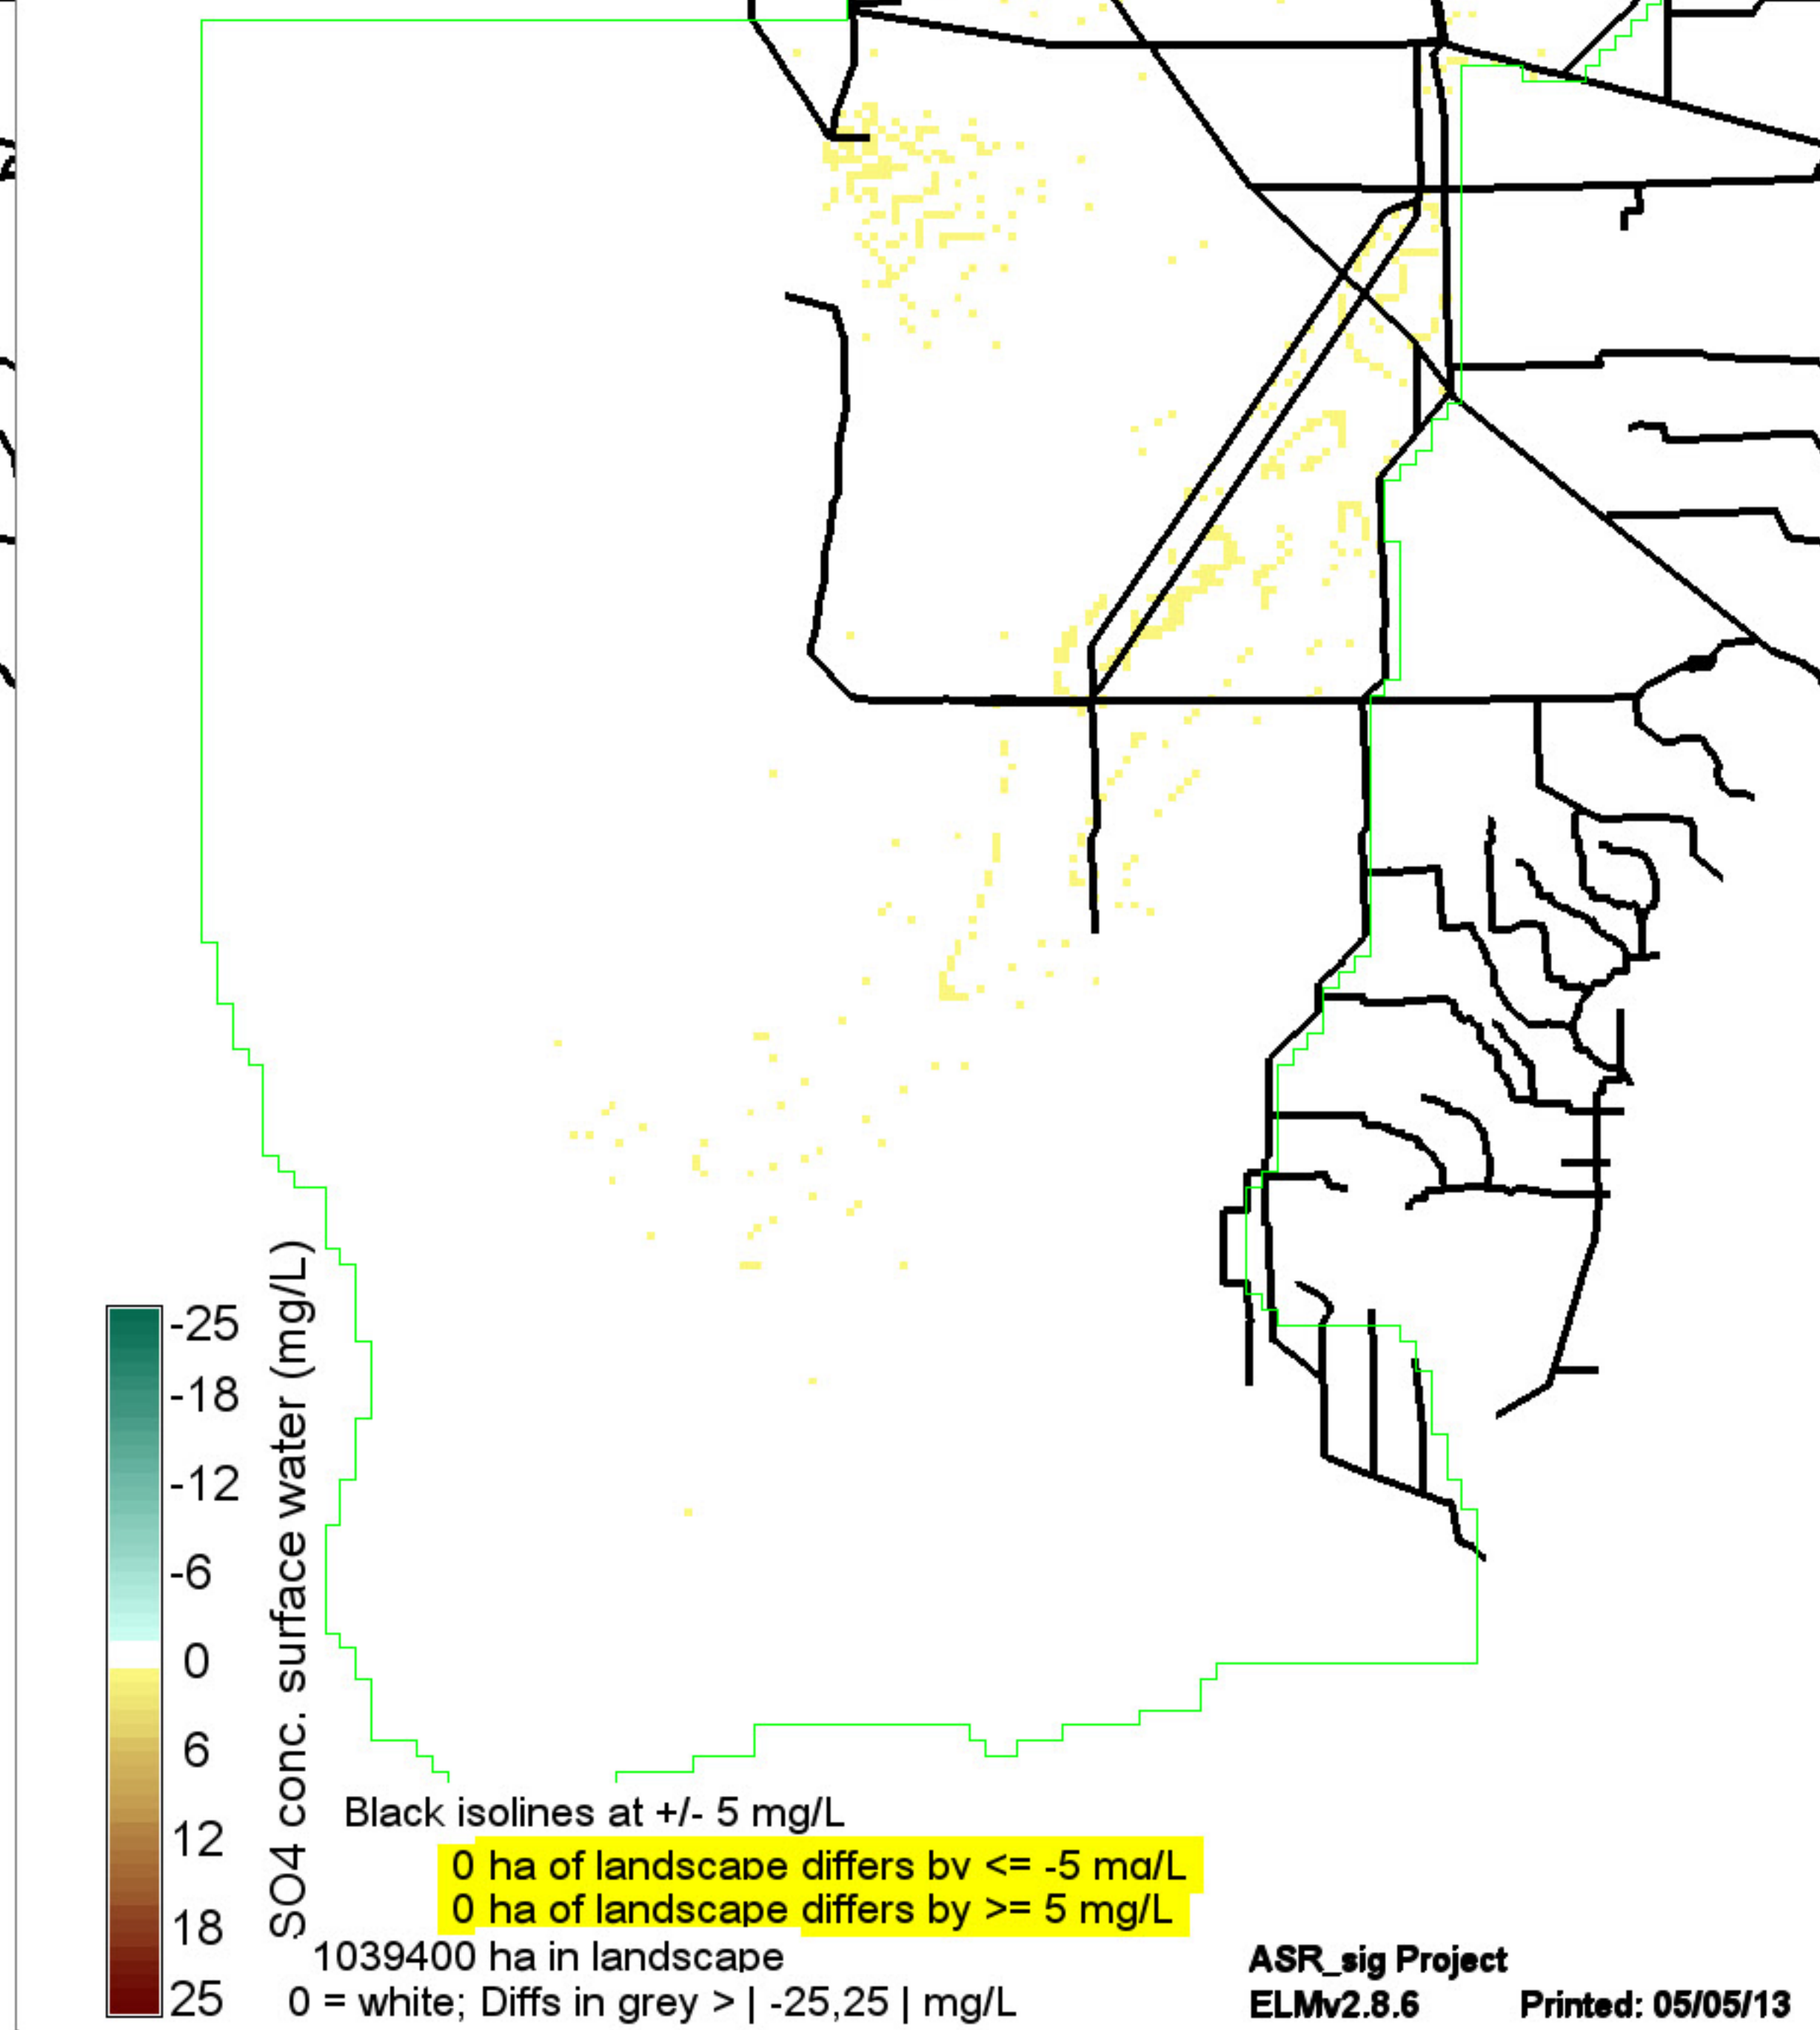 -25
-18
-12
-6
0
6
12
18
25
SO4 conc. surface water (mg/L)
Black isolines at +/- 5 mg/L
0 ha of landscape differs by <= -5 mg/L
0 ha of landscape differs by >= 5 mg/L
1039400 ha in landscape
0 = white; Diffs in grey > | -25,25 | mg/L
ASR_sig Project
ELMv2.8.6 Printed: 05/05/13